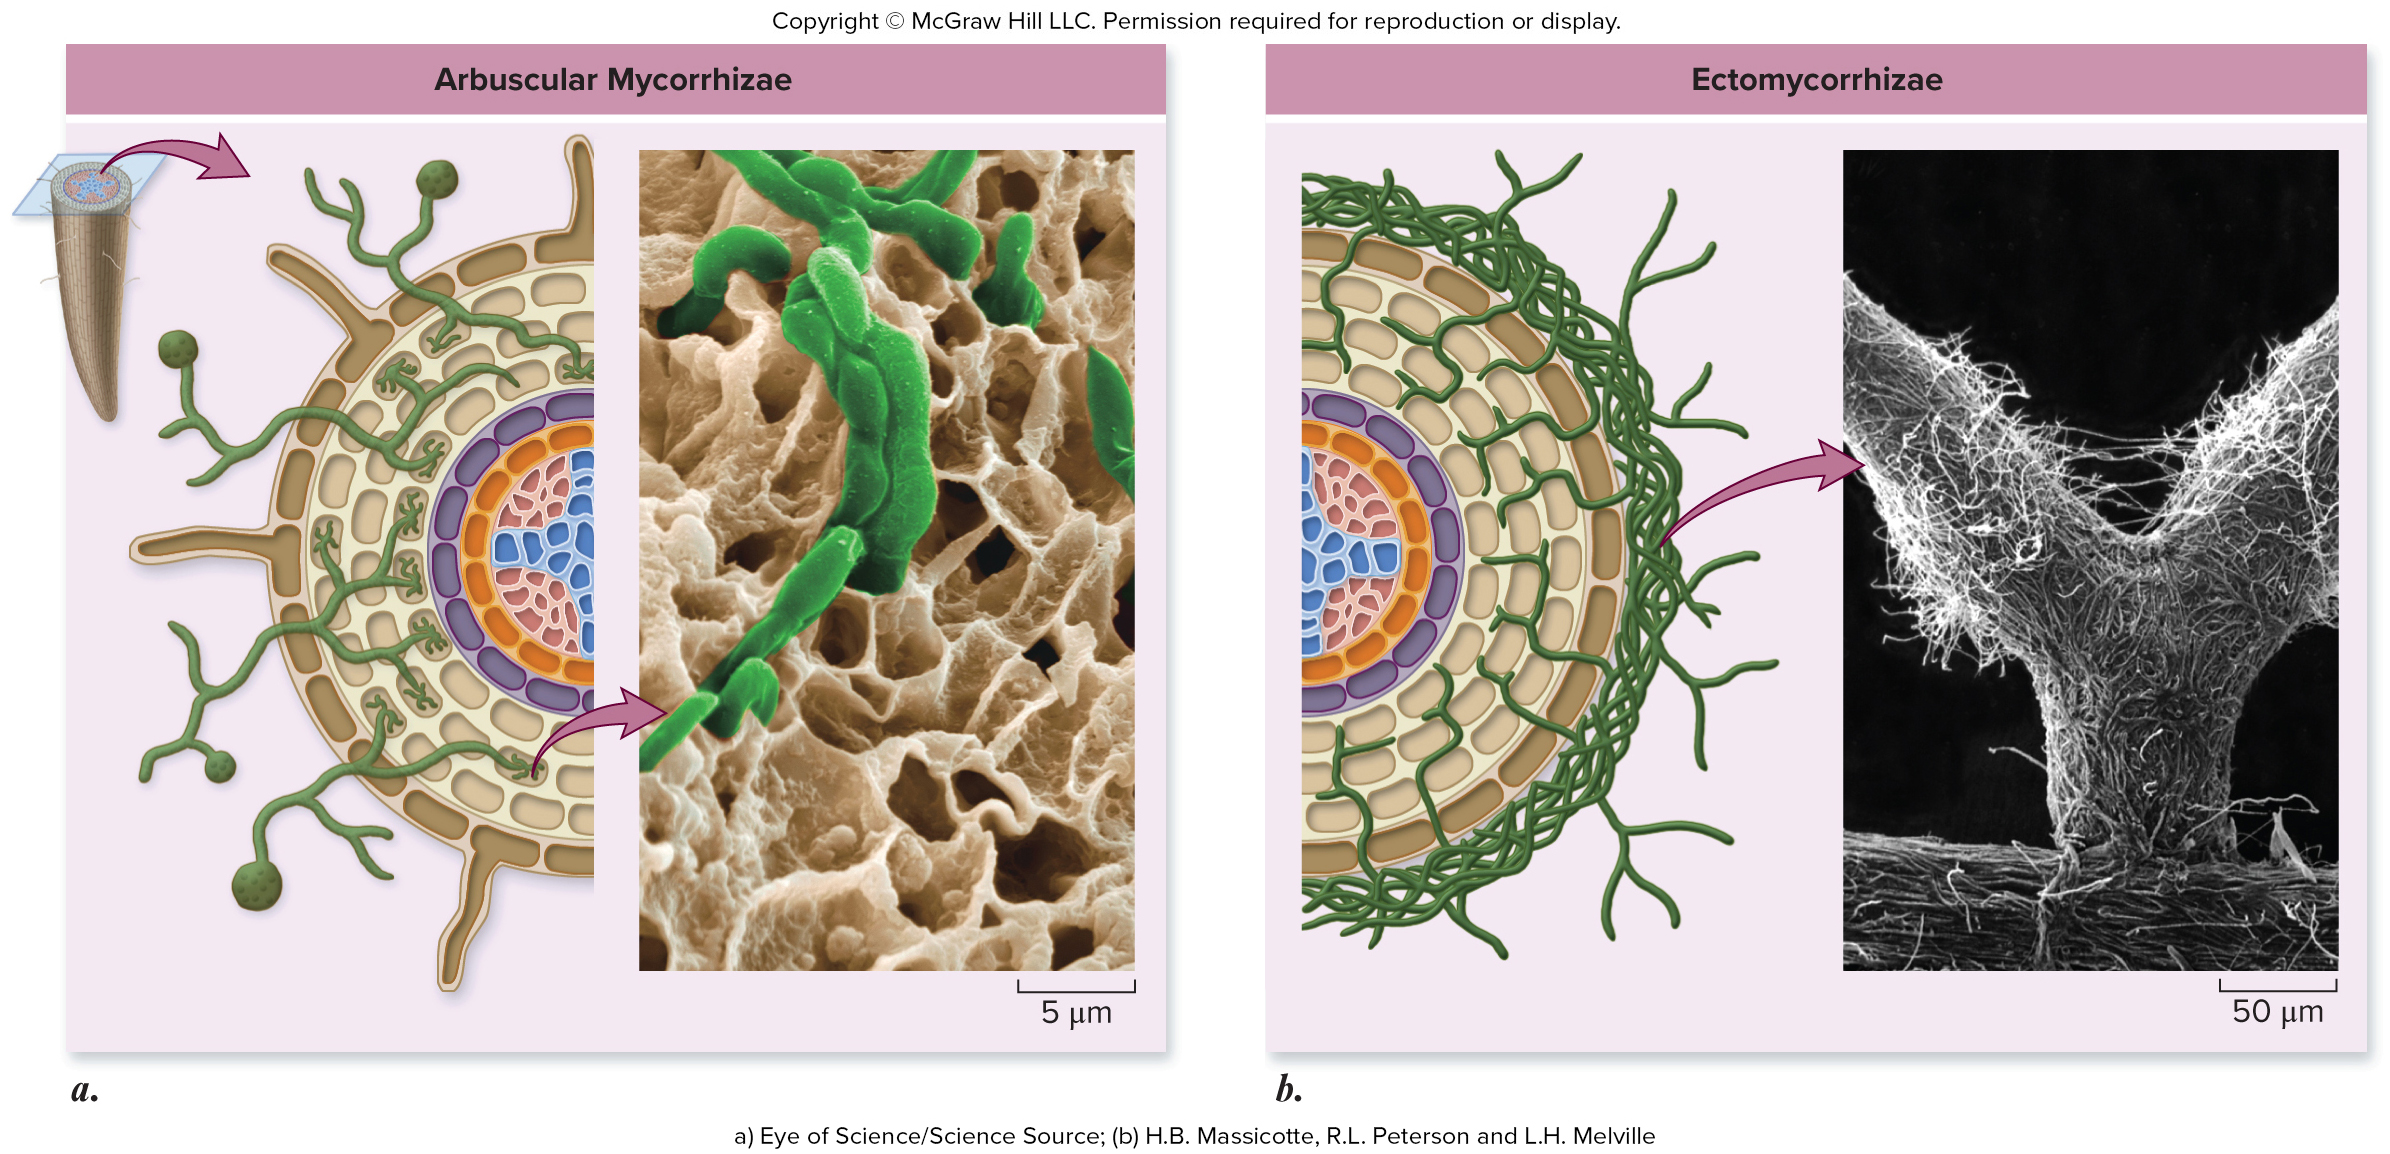 Copyright © McGraw Hill LLC. Permission required for reproduction or display.
Arbuscular Mycorrhizae
Ectomycorrhizae
5 μm
50 μm
a.
b.
a) Eye of Science/Science Source; (b) H.B. Massicotte, R.L. Peterson and L.H. Melville